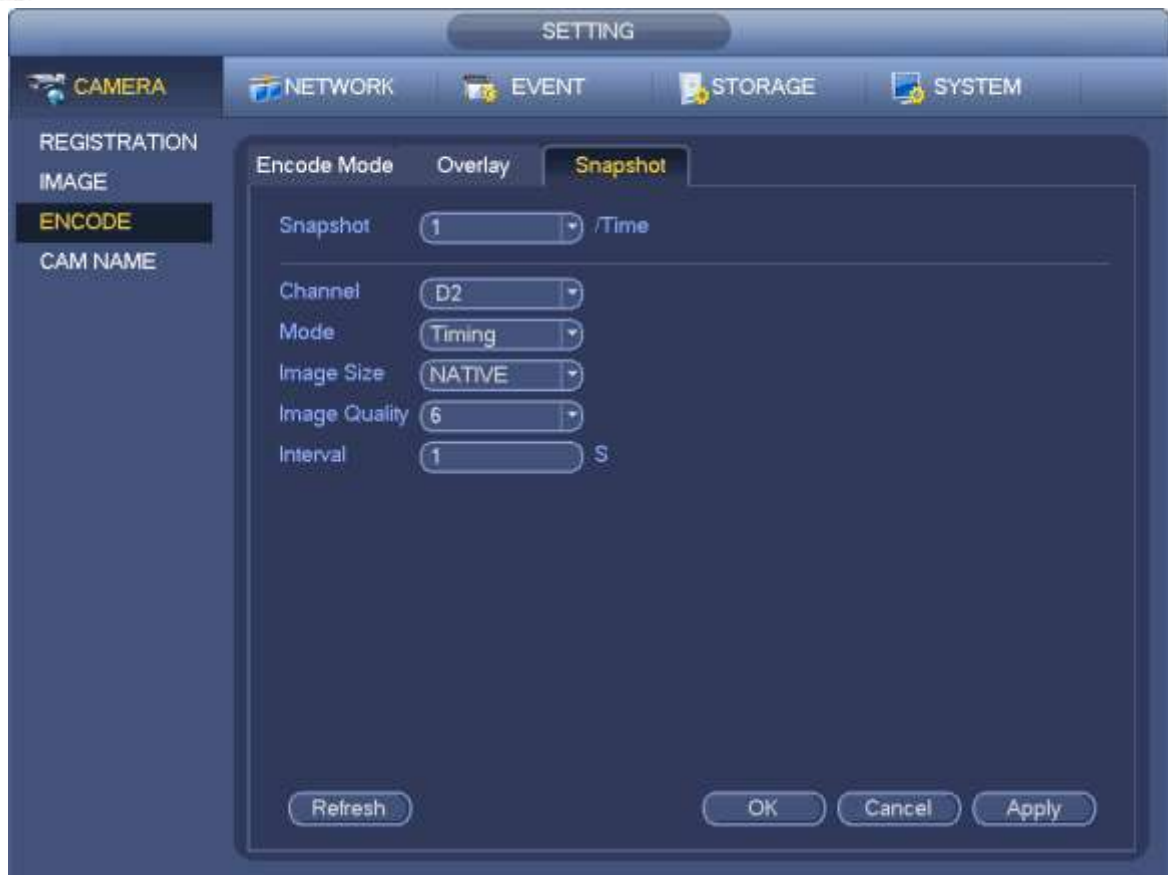 SETTING
CAMERA NETWORK EVENT STORAGE SYSTEM
REGISTRATION
IMAGE
ENCODE
CAM NAME
Encode Mode Overlay Snapshot
Snapshot 1 /Time
Channel D2
Mode Timing
Image Size NATIVE
Image Quality 6
Interval 1 S
Refresh OK Cancel Apply